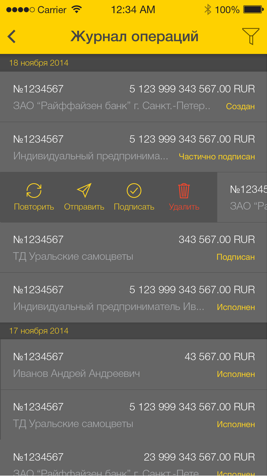 Carrier 12:34 AM 100%
Журнал операций
18 ноября 2014
№1234567 5 123 999 343 567.00 RUR
ЗАО “Райффайзен банк” г. Санкт.-Петер... Создан
№1234567 5 123 999 343 567.00 RUR
Индивидуальный предпринима... Частично подписан
Повторить Отправить Подписать Удалить
№12345
ЗАО “Ра
№1234567 343 567.00 RUR
ТД Уральские самоцветы Подписан
№1234567 5 123 999 343 567.00 RUR
Индивидуальный предприниматель Ив... Исполнен
17 ноября 2014
№1234567 43 567.00 RUR
Иванов Андрей Андреевич Исполнен
№1234567 5 123 999 343 567.00 RUR
ТД Уральские самоцветы Исполнен
№1234567 23 999 343 567.00 RUR
ЗАО “Райффайзен банк” г. Санкт.-Пете... Исполнен